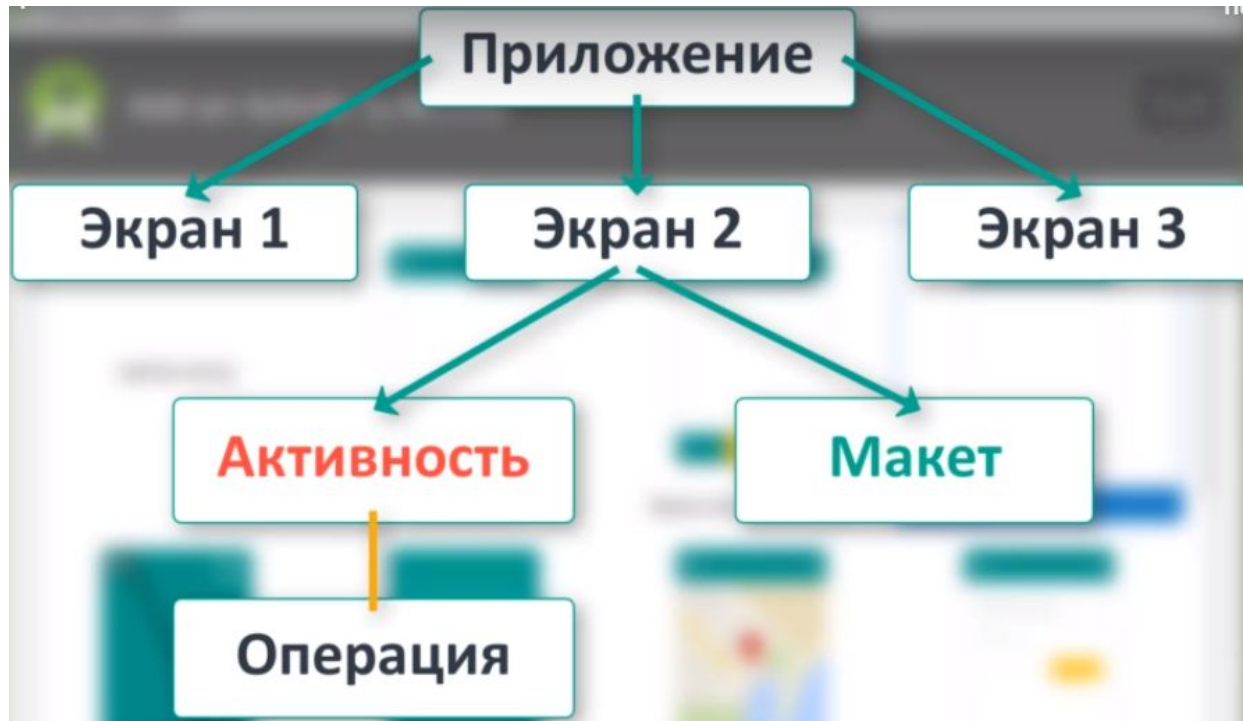 Приложение
Экран 1
Экран 2
Экран 3
Активность
Макет
Операция